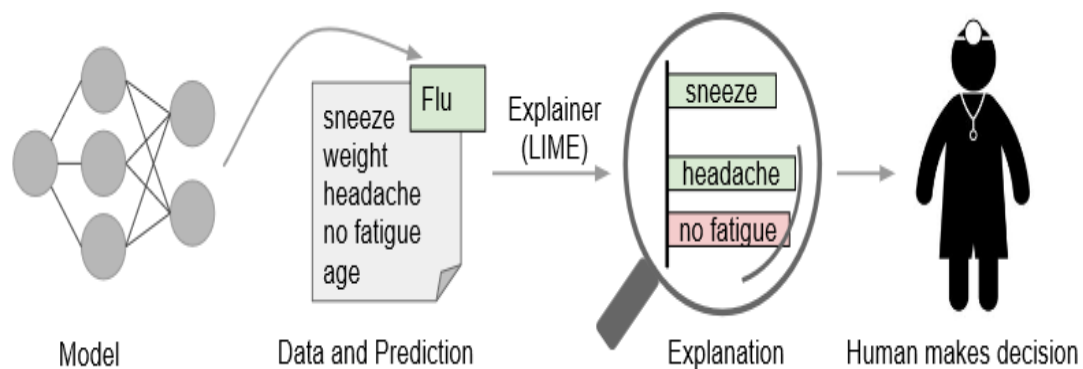 Flu
sneeze
weight
headache
no fatigue
age
Explainer
(LIME)
sneeze
headache
no fatigue
Model
Data and Prediction
Explanation
Human makes decision